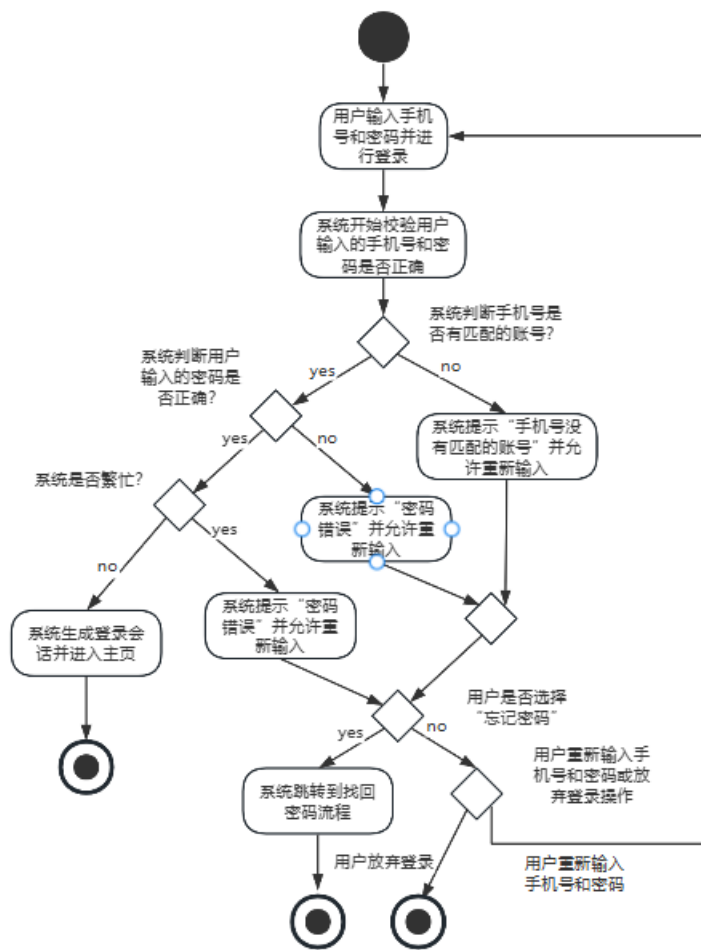 用户输入手机
号和密码并进
行登录
系统开始校验用户
输入的手机号和密
码是否正确
系统判断手机号是
否有匹配的账号?
系统判断用户
输入的密码是
否正确?
yes
no
系统提示“手机号没
有匹配的账号”并允
许重新输入
yes
no
系统是否繁忙?
系统提示“密码
错误”并允许重
新输入
yes
no
系统提示“密码
错误”并允许重
新输入
系统生成登录会
话并进入主页
用户是否选择
“忘记密码”
yes
no
用户重新输入手
机号和密码或放
弃登录操作
系统跳转到找回
密码流程
用户放弃登录
用户重新输入
手机号和密码